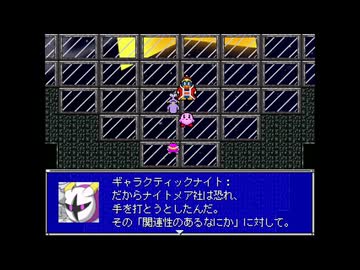 ギャラクティックナイト：
だからナイトメア社は恐れ、
手を打とうとしたんだ。
その「関連性のあるなにか」に対して。